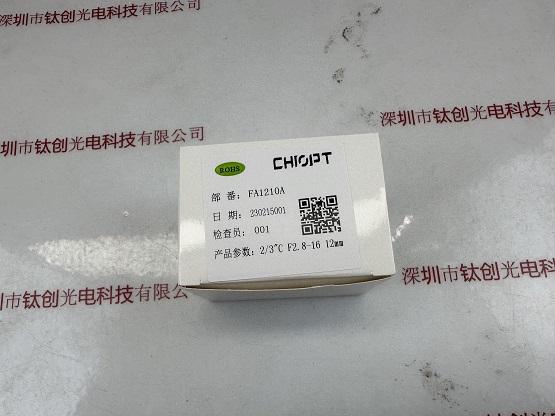 深圳市钛创光电科技有限公司
深圳市钛创光电科技有限公司
深圳市钛创光电科技有限
ROHS
CHIOPT
部 番： FA1210A
日 期： 230215001
检查员： 001
产品参数：2/3"C F2.8-16 12mm
市钛创光电科技有限公司
深圳市钛创光电科技有限公